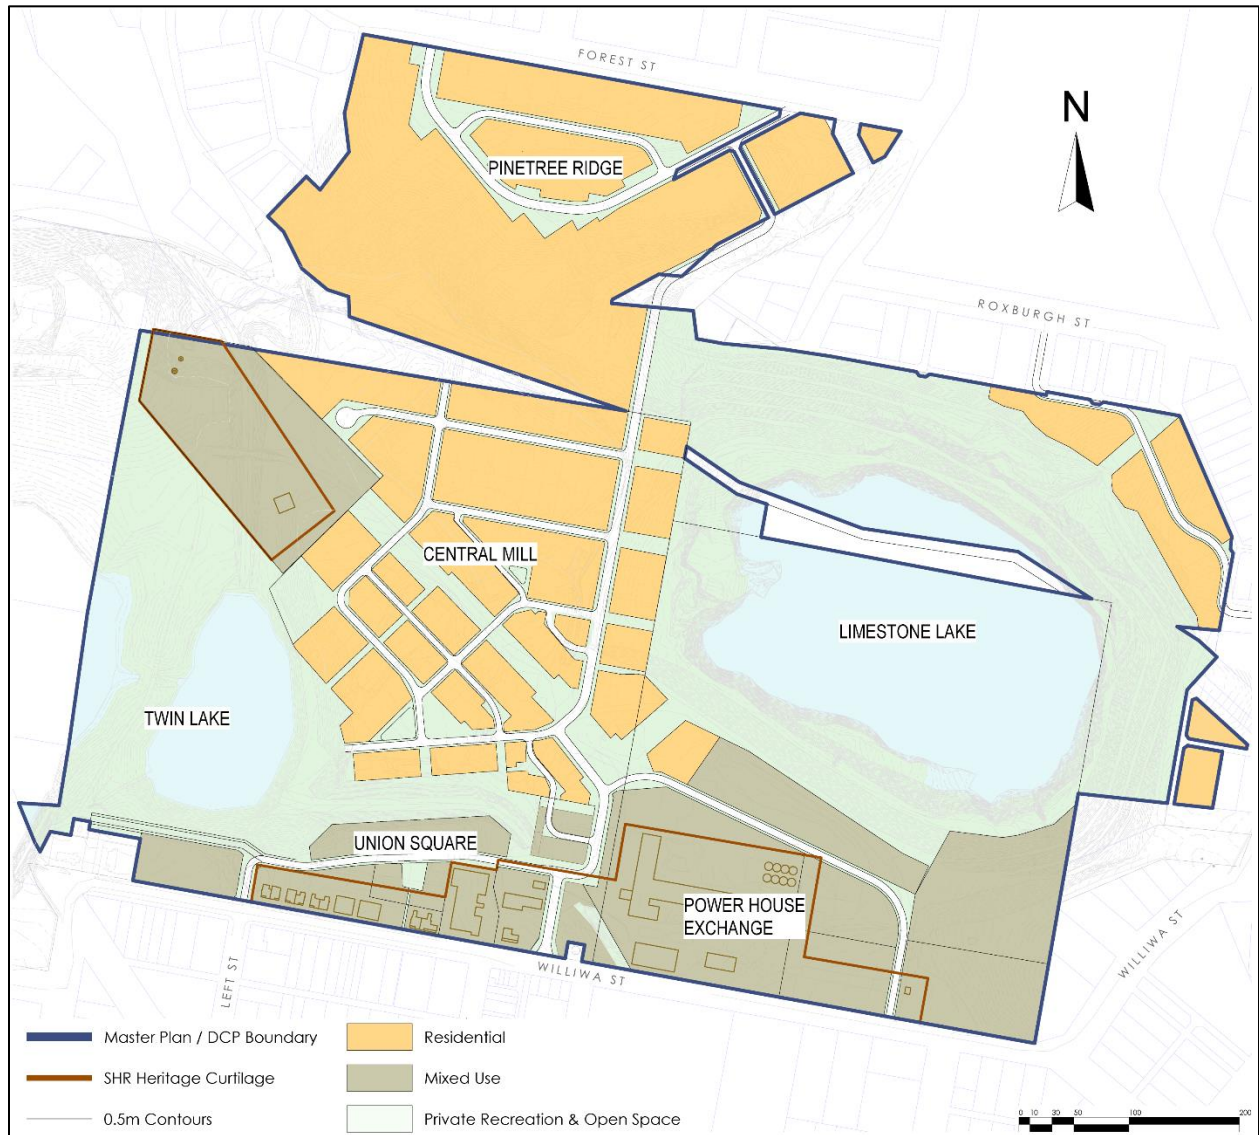 FOREST ST
N
PINETREE RIDGE
ROXBURGH ST
CENTRAL MILL
LIMESTONE LAKE
TWIN LAKE
UNION SQUARE
POWER HOUSE
EXCHANGE
WILLIWA ST
WILLIWA ST
LEFT ST
Master Plan / DCP Boundary
Residential
SHR Heritage Curtilage
Mixed Use
0.5m Contours
Private Recreation & Open Space
0 10 30 50 100 200